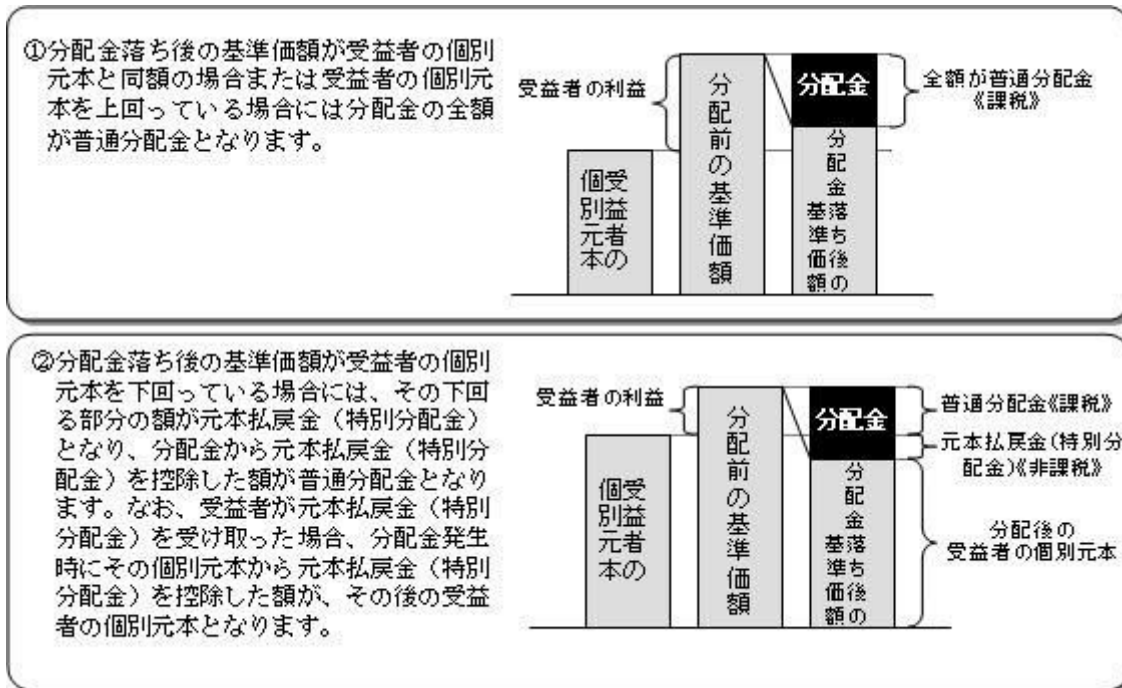 ①分配金落ち後の基準価額が受益者の個別
元本と同額の場合または受益者の個別元
本を上回っている場合には分配金の全額
が普通分配金となります。
受益者の利益
受益者の
個別元本
分配前の基準価額
分配金
分配金落ち後の
基準価額
全額が普通分配金
《課税》
②分配金落ち後の基準価額が受益者の個別
元本を下回っている場合には、その下回
る部分の額が元本払戻金（特別分配金）
となり、分配金から元本払戻金（特別分
配金）を控除した額が普通分配金となり
ます。なお、受益者が元本払戻金（特別
分配金）を受け取った場合、分配金発生
時にその個別元本から元本払戻金（特別
分配金）を控除した額が、その後の受益
者の個別元本となります。
受益者の利益
受益者の
個別元本
分配前の基準価額
分配金
分配金落ち後の
基準価額
普通分配金《課税》
元本払戻金(特別分
配金)《非課税》
分配後の
受益者の個別元本